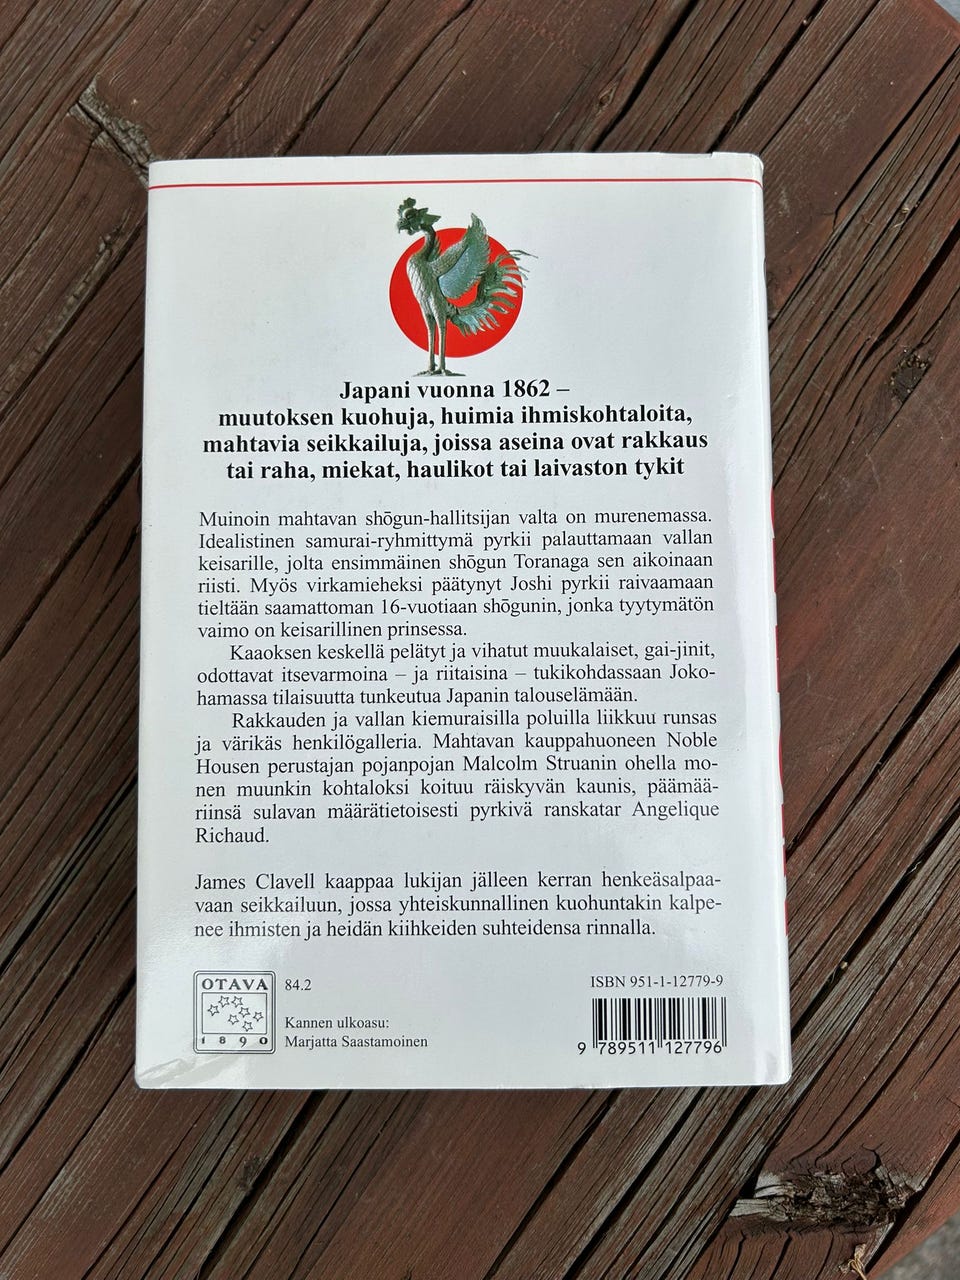 Japani vuonna 1862 –
muutoksen kuohuja, huimia ihmiskohtaloita,
mahtavia seikkailuja, joissa aseina ovat rakkaus
tai raha, miekat, haulikot tai laivaston tykit
Muinoin mahtavan shōgun-hallitsijan valta on murenemassa.
Idealistinen samurai-ryhmittymä pyrkii palauttamaan vallan
keisarille, jolta ensimmäinen shōgun Toranaga sen aikoinaan
riisti. Myös virkamieheksi päätynyt Joshi pyrkii raivaamaan
tieltään saamattoman 16-vuotiaan shōgunin, jonka tyytymätön
vaimo on keisarillinen prinsessa.
Kaaoksen keskellä pelätyt ja vihatut muukalaiset, gai-jinit,
odottavat itsevarmoina – ja riitaisina – tukikohdassaan Joko-
hamassa tilaisuutta tunkeutua Japanin talouselämään.
Rakkauden ja vallan kiemuraisilla poluilla liikkuu runsas
ja värikäs henkilögalleria. Mahtavan kauppahuoneen Noble
Housen perustajan pojanpojan Malcolm Struanin ohella mo-
nen muunkin kohtaloksi koituu räiskyvän kaunis, päämää-
riinsä sulavan määrätietoisesti pyrkivä ranskatar Angelique
Richaud.
James Clavell kaappaa lukijan jälleen kerran henkeäsalpaa-
vaan seikkailuun, jossa yhteiskunnallinen kuohuntakin kalpe-
nee ihmisten ja heidän kiihkeiden suhteidensa rinnalla.
OTAVA
1890
84.2
Kannen ulkoasu:
Marjatta Saastamoinen
ISBN 951-1-12779-9
9 789511 127796